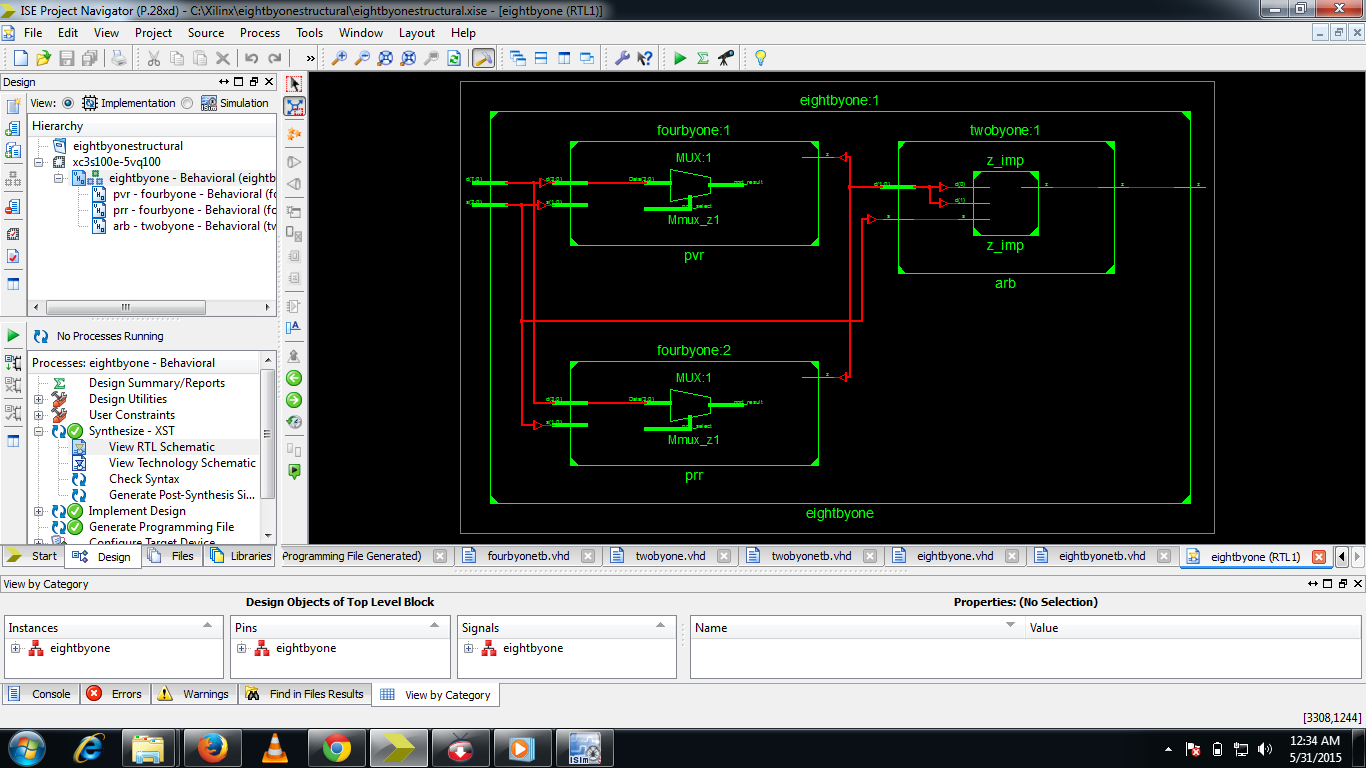 ISE Project Navigator (P.28xd) - C:\Xilinx\eightbyonestructural\eightbyonestructural.xise - [eightbyone (RTL1)]
File Edit View Project Source Process Tools Window Layout Help
Design
View: Implementation Simulation
Hierarchy
eightbyonestructural
xc3s100e-5vq100
eightbyone - Behavioral (eightb
pvr - fourbyone - Behavioral (fo
prr - fourbyone - Behavioral (fo
arb - twobyone - Behavioral (tw
No Processes Running
Processes: eightbyone - Behavioral
Design Summary/Reports
Design Utilities
User Constraints
Synthesize - XST
View RTL Schematic
View Technology Schematic
Check Syntax
Generate Post-Synthesis Si...
Implement Design
Generate Programming File
Configure Target Device
Start Design Files Libraries
eightbyone:1
fourbyone:1
MUX:1
Mmux_z1
pvr
twobyone:1
z_imp
z_imp
arb
fourbyone:2
MUX:1
Mmux_z1
prr
eightbyone
Programming File Generated) fourbyonetb.vhd twobyone.vhd twobyonetb.vhd eightbyone.vhd eightbyonetb.vhd eightbyone (RTL1)
View by Category
Design Objects of Top Level Block
Properties: (No Selection)
Instances Pins Signals Name Value
eightbyone eightbyone eightbyone
Console Errors Warnings Find in Files Results View by Category
[3308,1244]
ISim
12:34 AM
5/31/2015